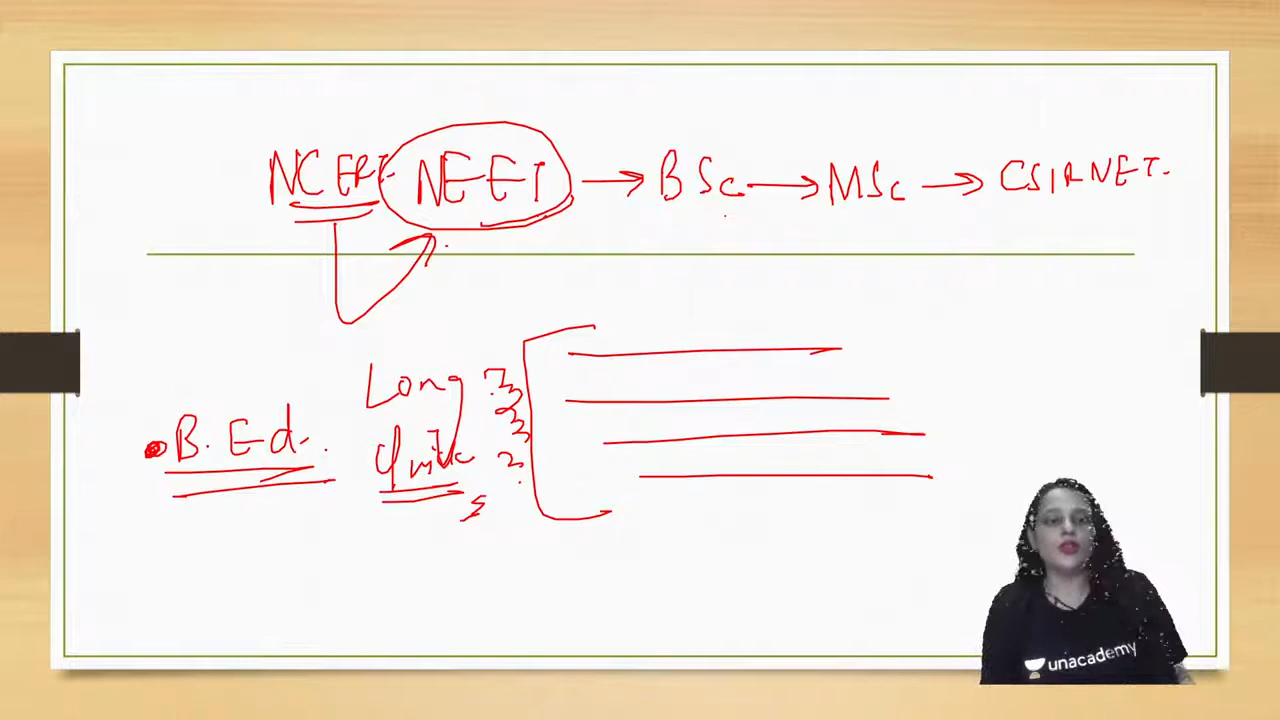 NCERT NEET → BSc → MSc → CSIR NET.
Long ?
• B. Ed.
?
unacademy